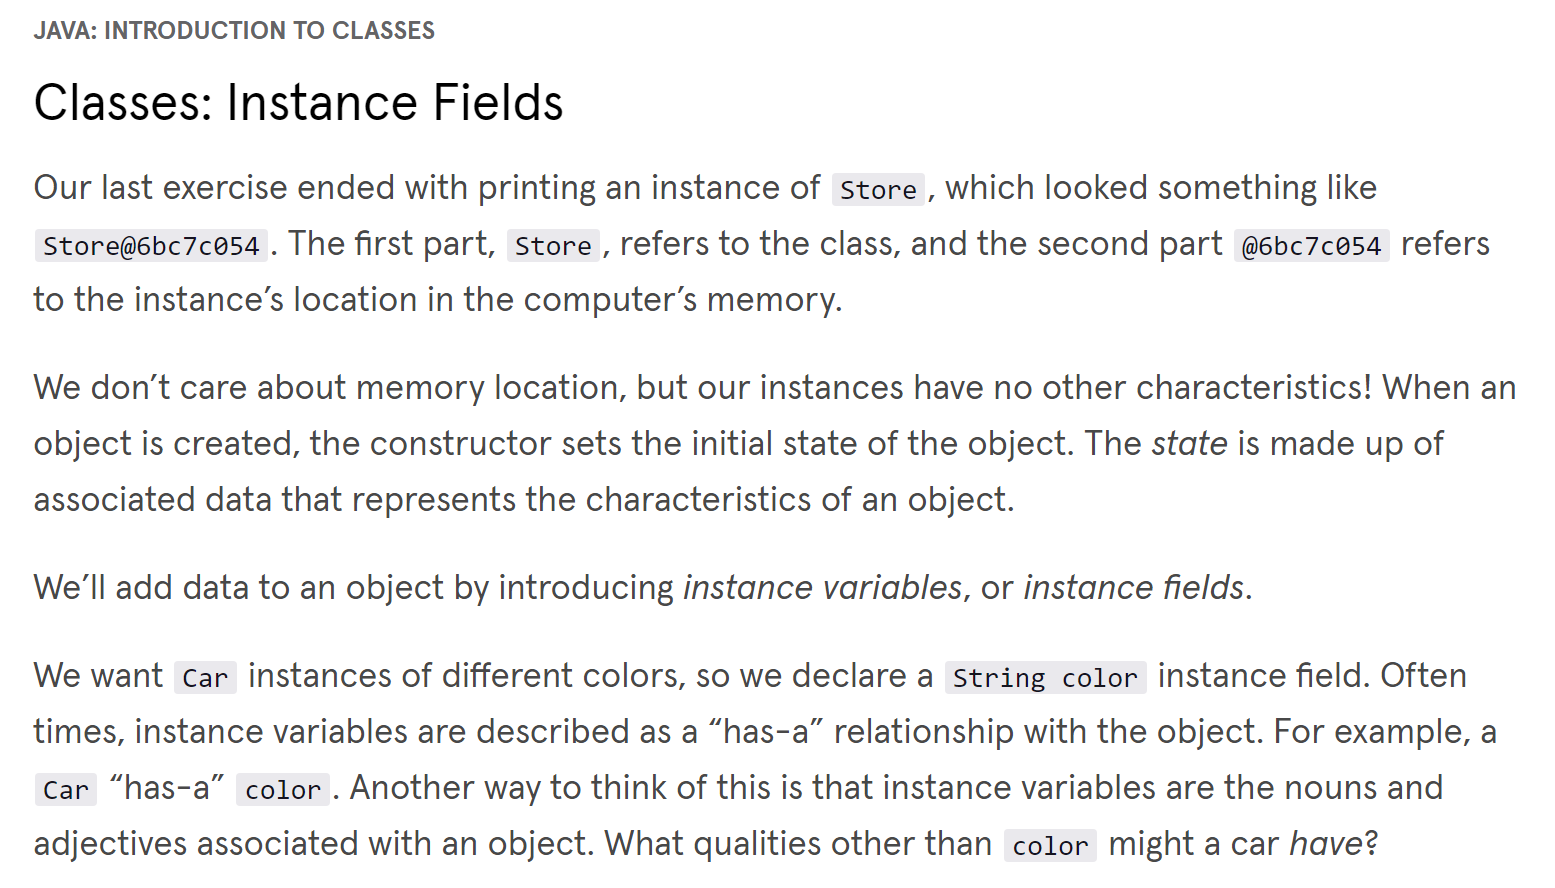 JAVA: INTRODUCTION TO CLASSES
Classes: Instance Fields
Our last exercise ended with printing an instance of Store, which looked something like
Store@6bc7c054. The first part, Store, refers to the class, and the second part @6bc7c054 refers
to the instance’s location in the computer’s memory.
We don’t care about memory location, but our instances have no other characteristics! When an
object is created, the constructor sets the initial state of the object. The state is made up of
associated data that represents the characteristics of an object.
We’ll add data to an object by introducing instance variables, or instance fields.
We want Car instances of different colors, so we declare a String color instance field. Often
times, instance variables are described as a “has-a” relationship with the object. For example, a
Car “has-a” color. Another way to think of this is that instance variables are the nouns and
adjectives associated with an object. What qualities other than color might a car have?